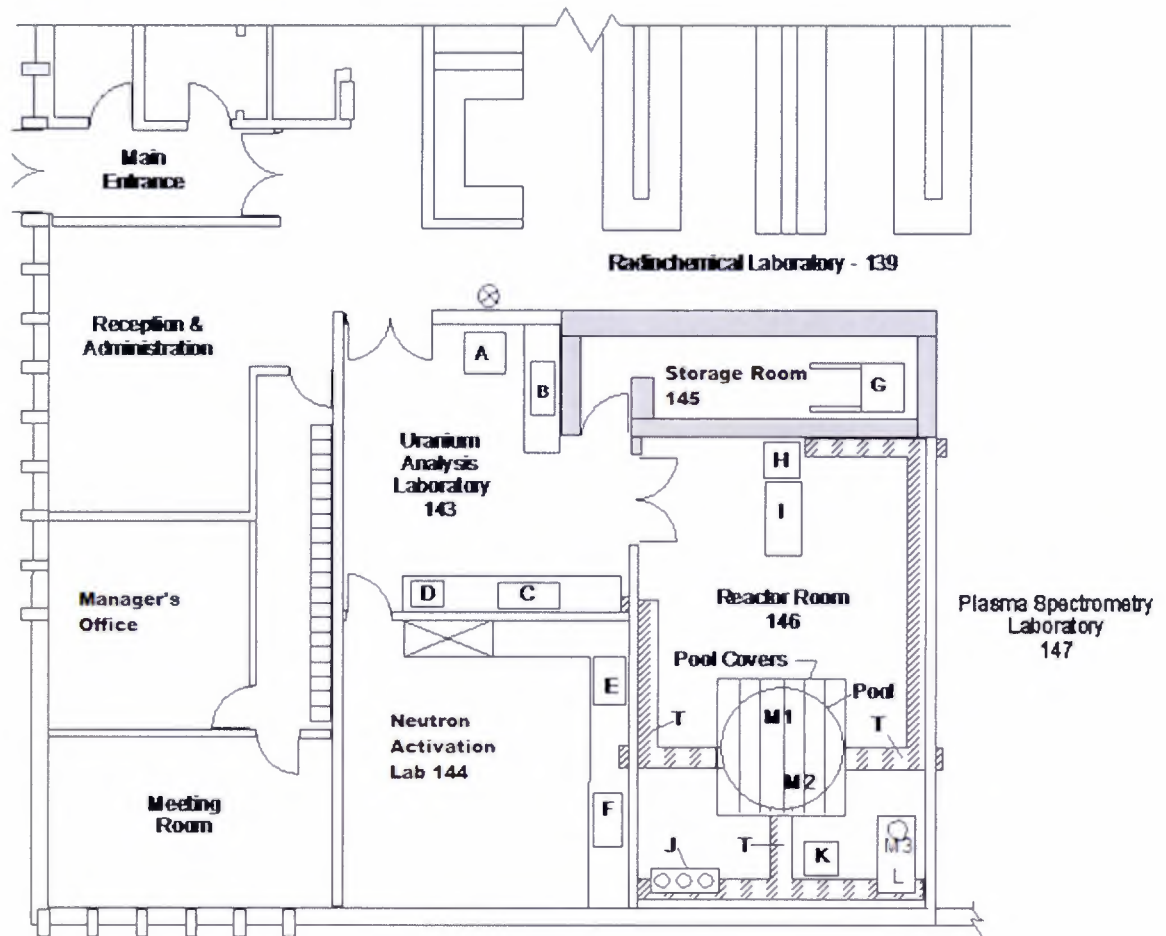 Main
Entrance
Radiochemical Laboratory - 139
Reception &
Administration
A
B
Storage Room
145
G
Uranium
Analysis
Laboratory
143
H
I
D
C
Manager's
Office
Reactor Room
146
Plasma Spectrometry
Laboratory
147
Pool Covers
Pool
E
M1
T
T
Neutron
Activation
Lab 144
M2
F
Meeting
Room
J
T
K
M3
L